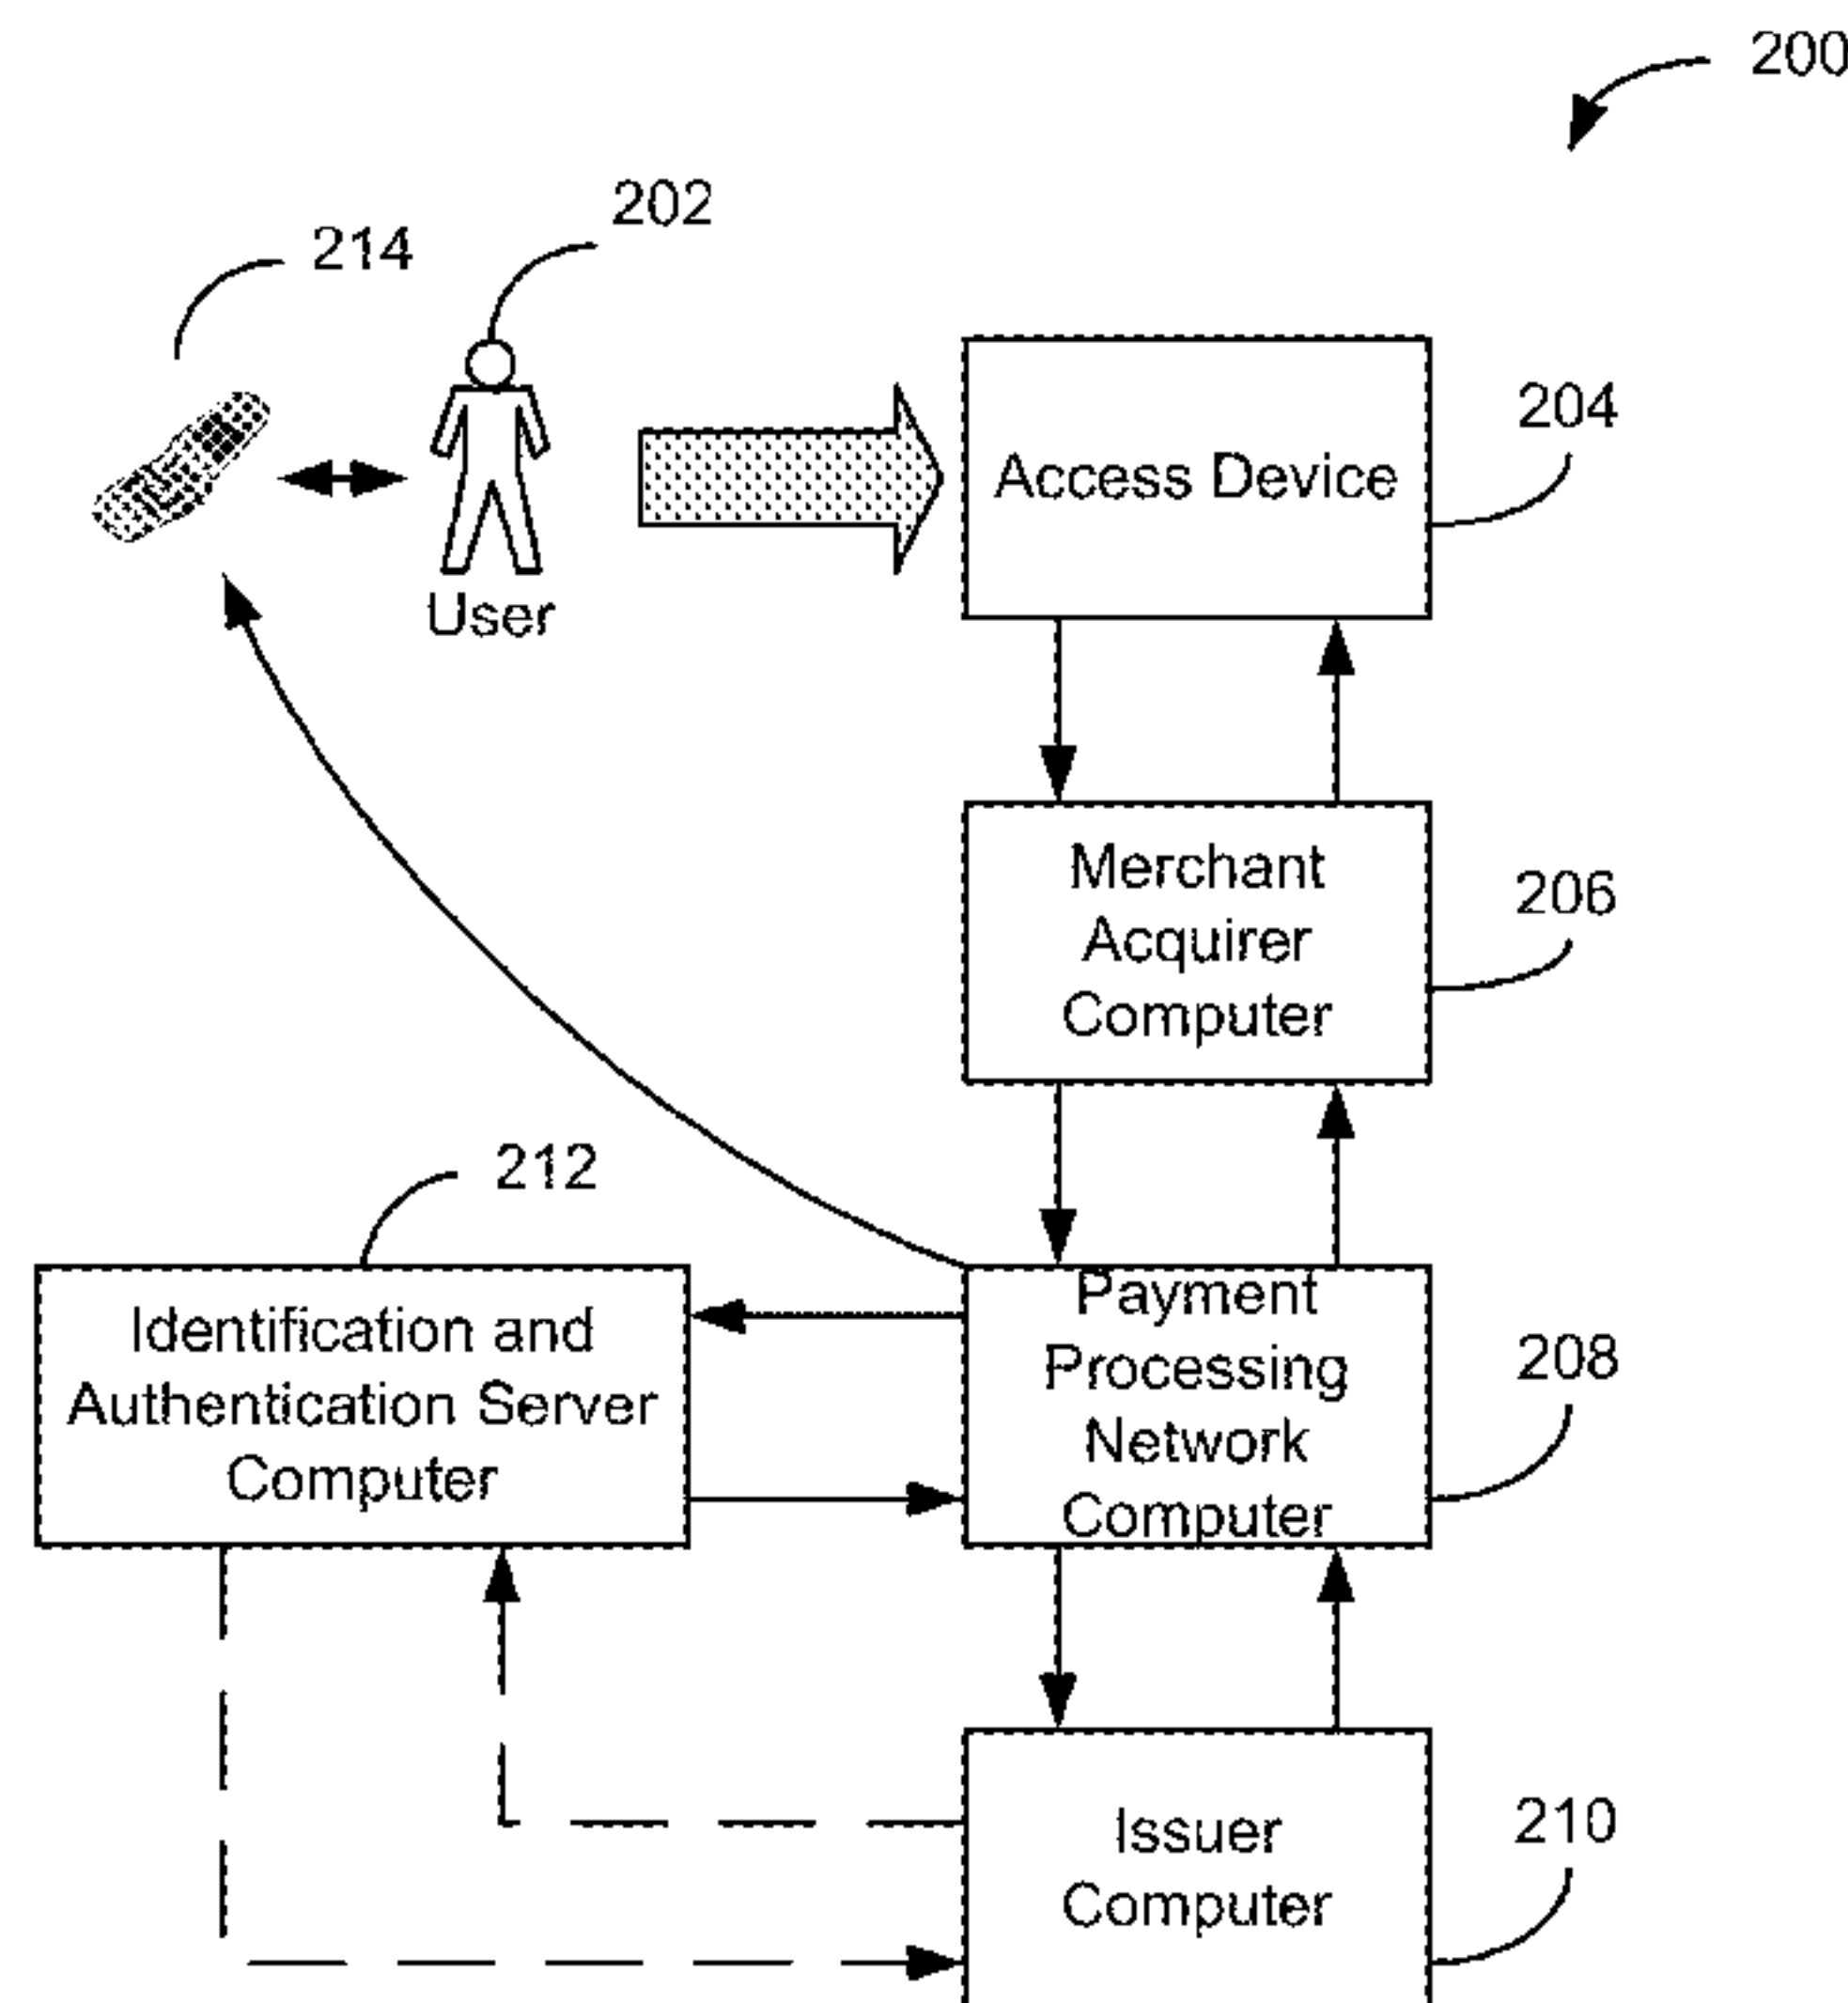 200
202
214
204
Access Device
User
Merchant
Acquirer
Computer
206
212
Identification and
Authentication Server
Computer
Payment
Processing
Network
Computer
208
Issuer
Computer
210